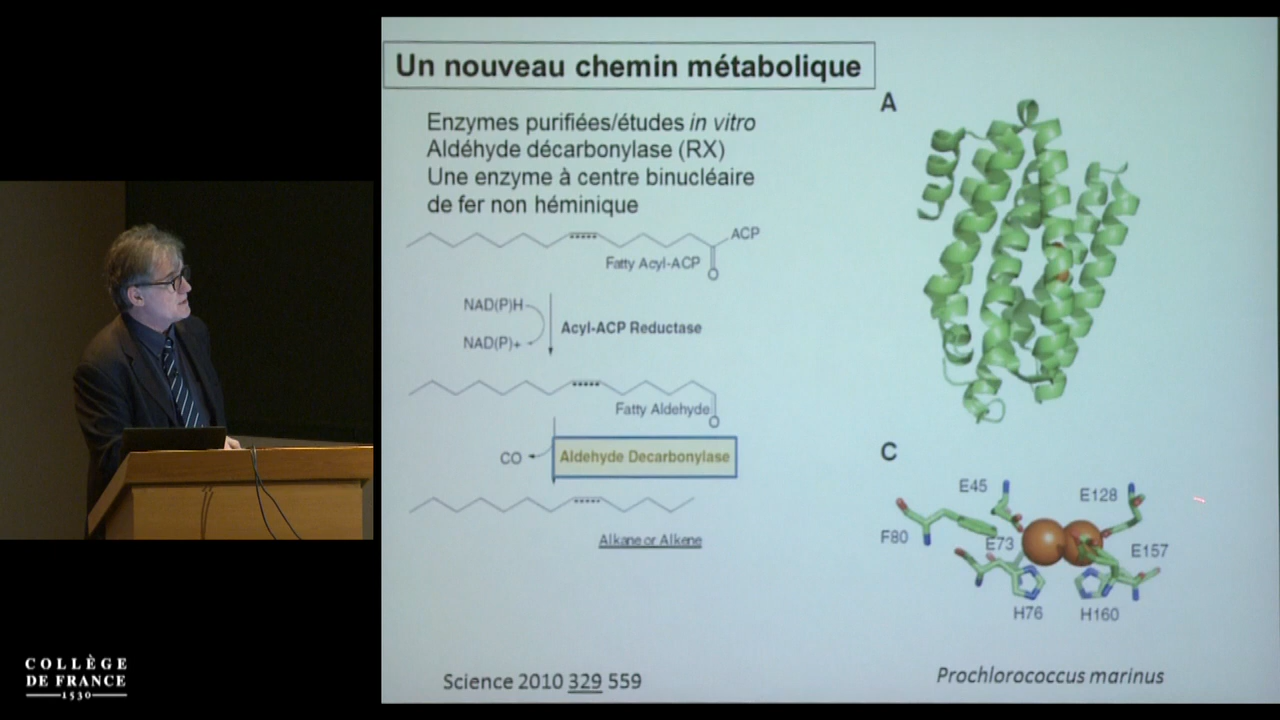 Un nouveau chemin métabolique
Enzymes purifiées/études in vitro
Aldéhyde décarbonylase (RX)
Une enzyme à centre binucléaire
de fer non héminique
ACP
Fatty Acyl-ACP
O
NAD(P)H
Acyl-ACP Reductase
NAD(P)+
Fatty Aldehyde
O
CO
Aldehyde Decarbonylase
Alkane or Alkene
Science 2010 329 559
A
C
E45
E128
F80
E73
E157
H76
H160
Prochlorococcus marinus
COLLÈGE
DE FRANCE
1530